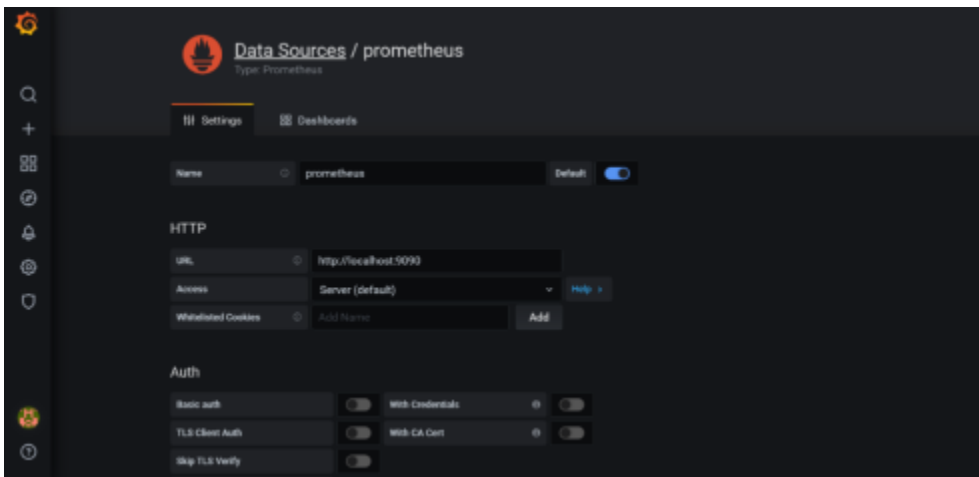 Data Sources / prometheus
Type: Prometheus
Settings
Dashboards
Name prometheus Default
HTTP
URL http://localhost:9090
Access Server (default) Help >
Whitelisted Cookies Add Name Add
Auth
Basic auth With Credentials
TLS Client Auth With CA Cert
Skip TLS Verify